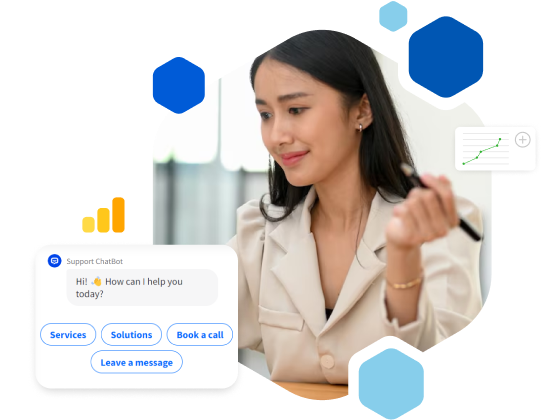 Support ChatBot
Hi! 👋 How can I help you
today?
Services
Solutions
Book a call
Leave a message